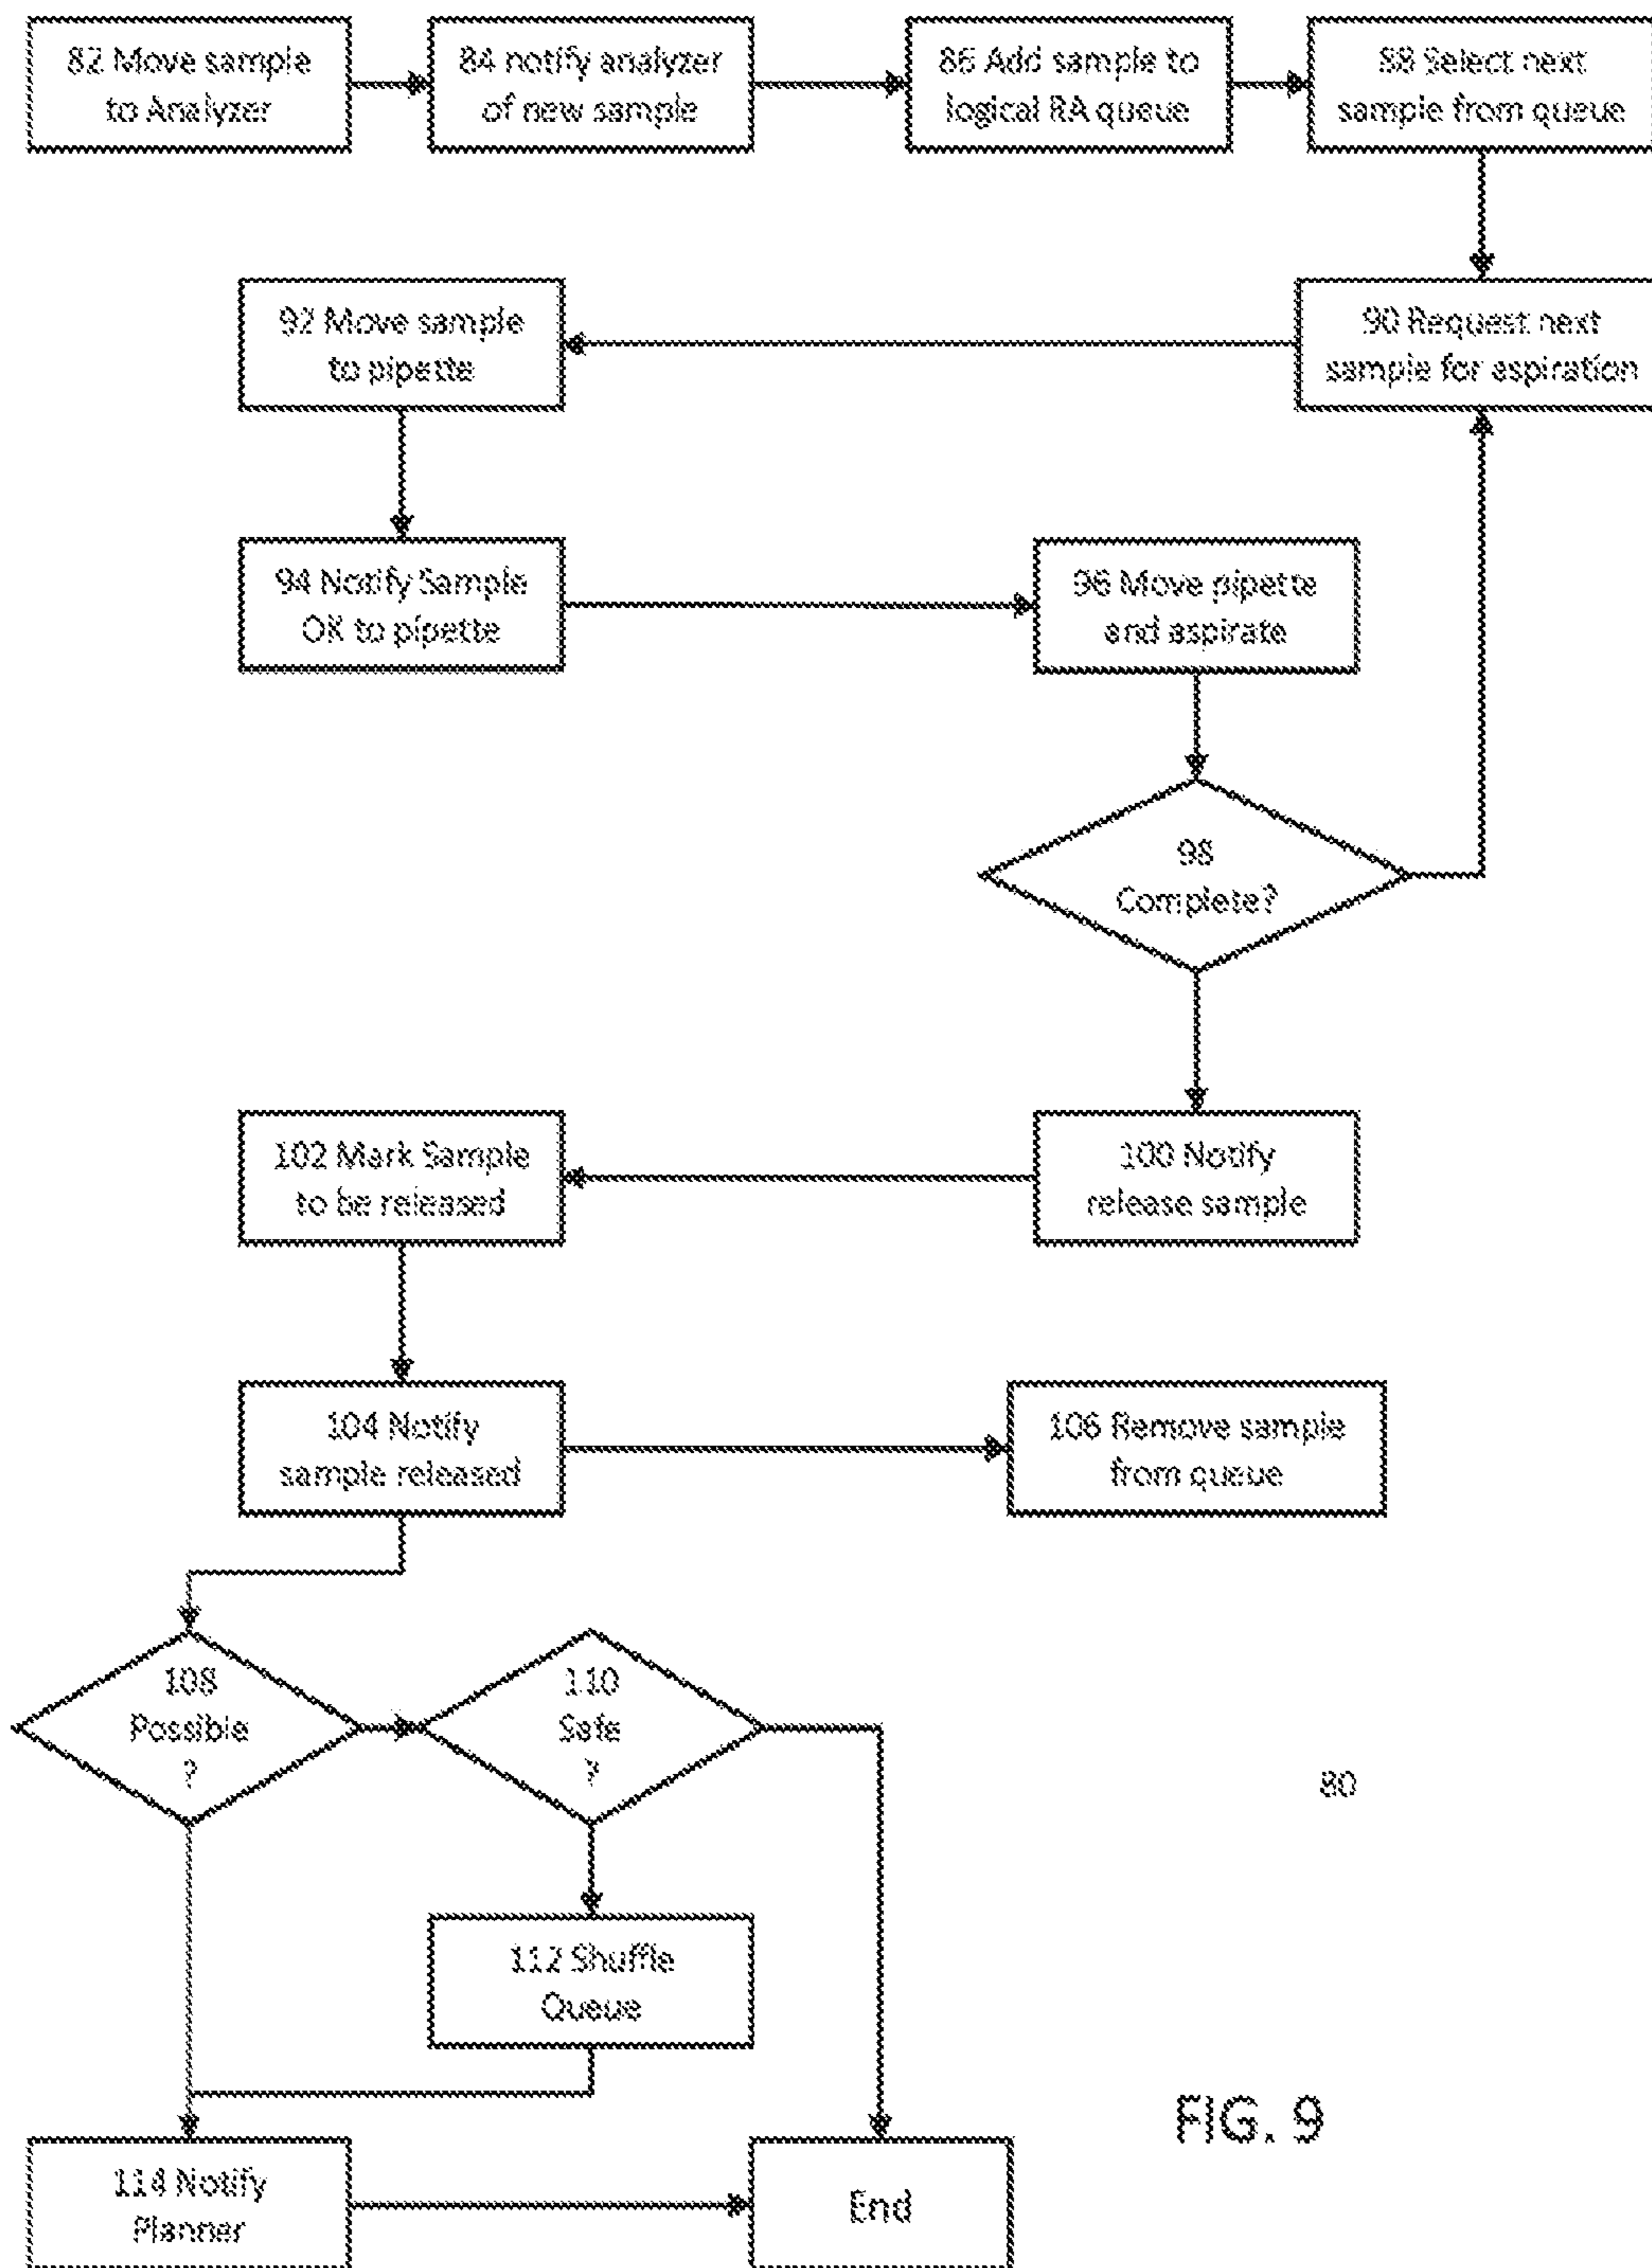 82 Move sample
to Analyzer
84 notify analyzer
of new sample
86 Add sample to
logical RA queue
88 Select next
sample from queue
92 Move sample
to pipette
90 Request next
sample for aspiration
94 Notify Sample
OK to pipette
96 Move pipette
and aspirate
98
Complete?
102 Mark Sample
to be released
100 Notify
release sample
104 Notify
sample released
106 Remove sample
from queue
108
Possible
?
110
Safe
?
80
112 Shuffle
Queue
FIG. 9
114 Notify
Planner
End